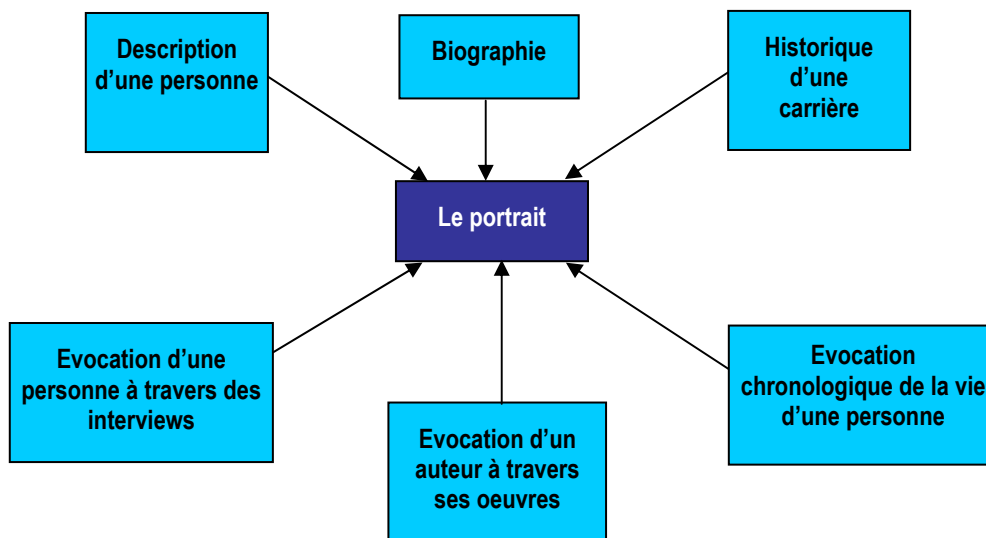 Description
d’une personne
Biographie
Historique
d’une
carrière
Le portrait
Evocation d’une
personne à travers des
interviews
Evocation d’un
auteur à travers
ses oeuvres
Evocation
chronologique de la vie
d’une personne